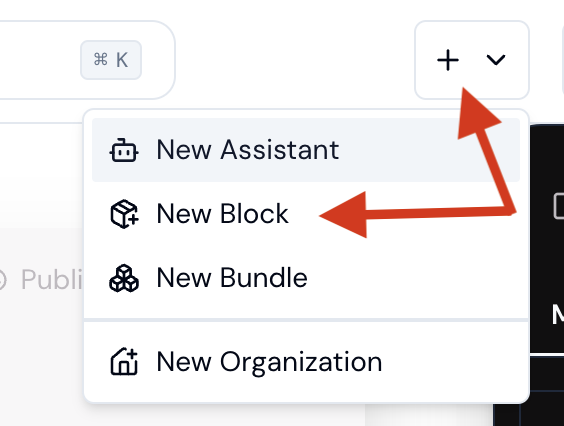 ⌘ K
New Assistant
New Block
Publi
New Bundle
M
New Organization